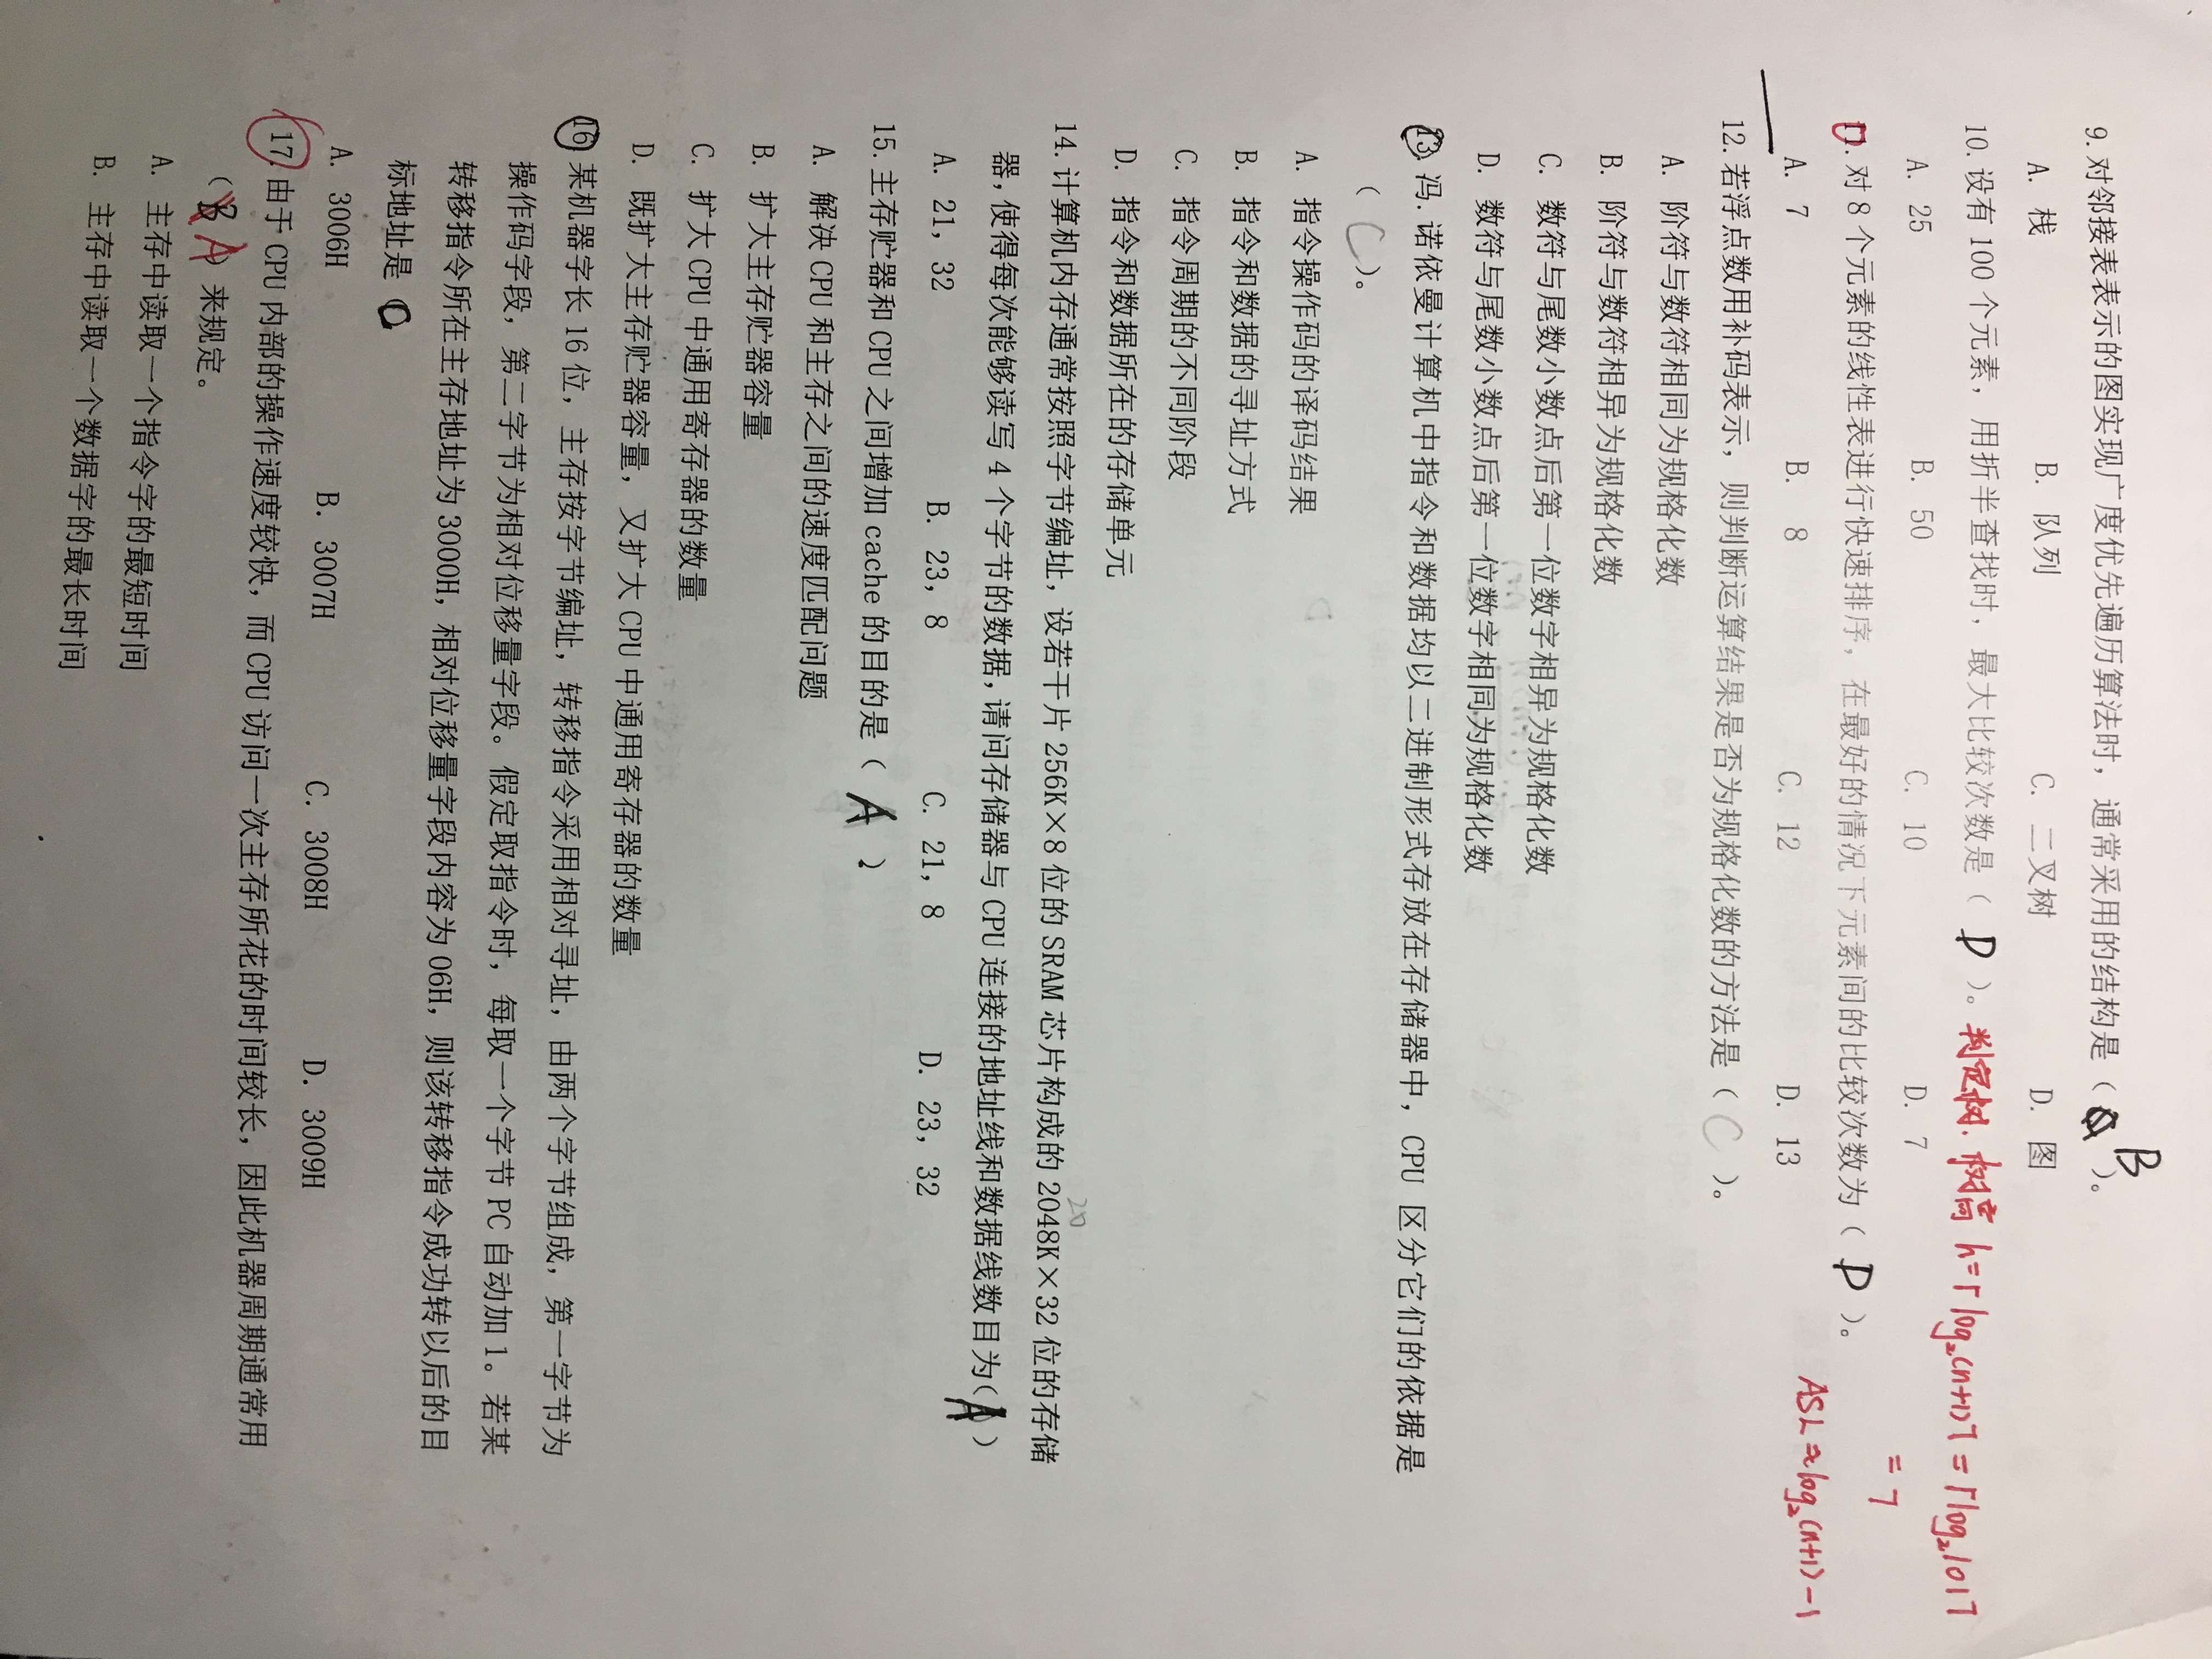 9. 对邻接表表示的图实现广度优先遍历算法时，通常采用的结构是（ B ）。
A. 栈 B. 队列 C. 二叉树 D. 图
10. 设有 100 个元素，用折半查找时，最大比较次数是（ D ）。判定树. 树高 h=⌈log₂(n+1)⌉=⌈log₂101⌉
A. 25 B. 50 C. 10 D. 7 =7
11. 对 8 个元素的线性表进行快速排序，在最好的情况下元素间的比较次数为（ D ）。
A. 7 B. 8 C. 12 D. 13 ASL≈log₂(n+1)-1
12. 若浮点数用补码表示，则判断运算结果是否为规格化数的方法是（ C ）。
A. 阶符与数符相同为规格化数
B. 阶符与数符相异为规格化数
C. 数符与尾数小数点后第一位数字相异为规格化数
D. 数符与尾数小数点后第一位数字相同为规格化数
13. 冯.诺依曼计算机中指令和数据均以二进制形式存放在存储器中，CPU 区分它们的依据是
（ C ）。
A. 指令操作码的译码结果
B. 指令和数据的寻址方式
C. 指令周期的不同阶段
D. 指令和数据所在的存储单元
14. 计算机内存通常按照字节编址，设若干片 256K×8 位的 SRAM 芯片构成的 2048K×32 位的存储
20
器，使得每次能够读写 4 个字节的数据，请问存储器与 CPU 连接的地址线和数据线数目为(A)
A. 21，32 B. 23，8 C. 21，8 D. 23，32
15. 主存贮器和 CPU 之间增加 cache 的目的是（ A ）
A. 解决 CPU 和主存之间的速度匹配问题
B. 扩大主存贮器容量
C. 扩大 CPU 中通用寄存器的数量
D. 既扩大主存贮器容量，又扩大 CPU 中通用寄存器的数量
16. 某机器字长 16 位，主存按字节编址，转移指令采用相对寻址，由两个字节组成，第一字节为
操作码字段，第二字节为相对位移量字段。假定取指令时，每取一个字节 PC 自动加 1。若某
转移指令所在主存地址为 3000H，相对位移量字段内容为 06H，则该转移指令成功转以后的目
标地址是 C
A. 3006H B. 3007H C. 3008H D. 3009H
17. 由于 CPU 内部的操作速度较快，而 CPU 访问一次主存所花的时间较长，因此机器周期通常用
（B A）来规定。
A. 主存中读取一个指令字的最短时间
B. 主存中读取一个数据字的最长时间